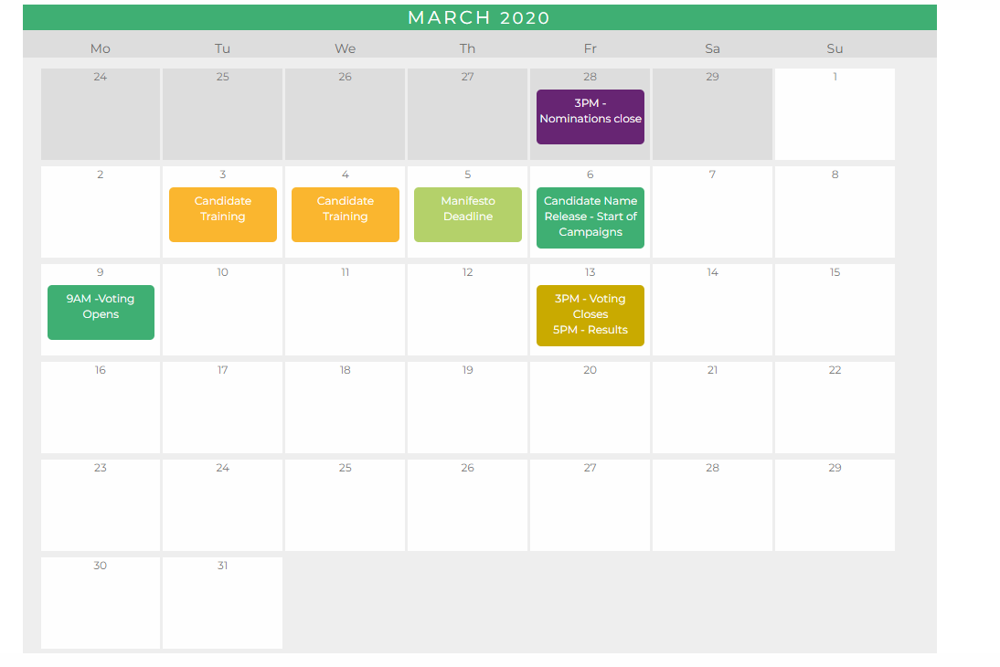 MARCH 2020
Mo Tu We Th Fr Sa Su
24 25 26 27 28 29 1
3PM -
Nominations close
2 3 4 5 6 7 8
Candidate
Training
Candidate
Training
Manifesto
Deadline
Candidate Name
Release - Start of
Campaigns
9 10 11 12 13 14 15
9AM -Voting
Opens
3PM - Voting
Closes
5PM - Results
16 17 18 19 20 21 22
23 24 25 26 27 28 29
30 31